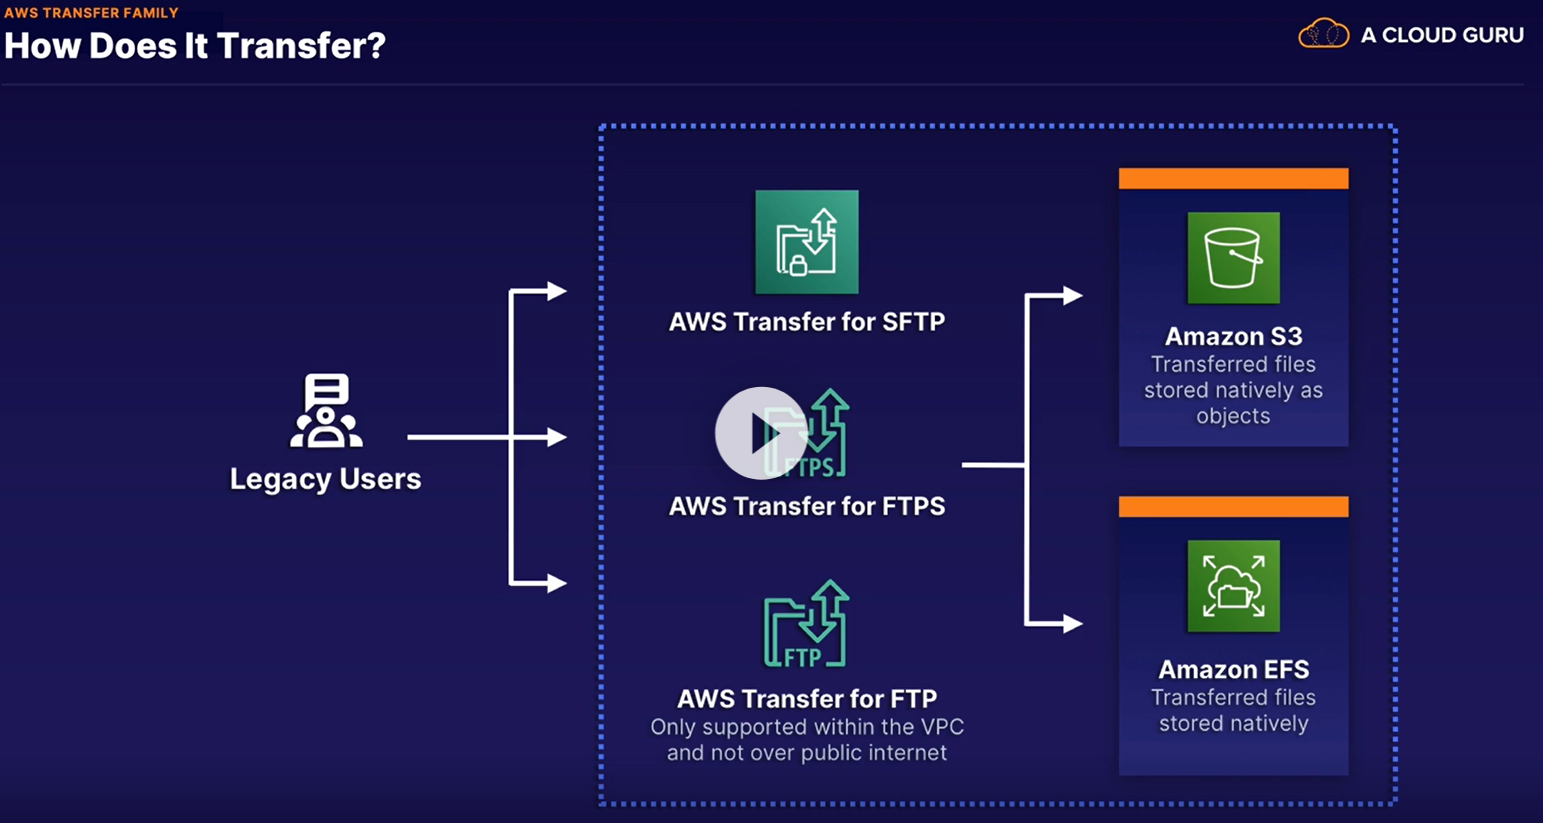 AWS TRANSFER FAMILY
How Does It Transfer?
A CLOUD GURU
Legacy Users
AWS Transfer for SFTP
FTPS
AWS Transfer for FTPS
FTP
AWS Transfer for FTP
Only supported within the VPC
and not over public internet
Amazon S3
Transferred files
stored natively as
objects
Amazon EFS
Transferred files
stored natively